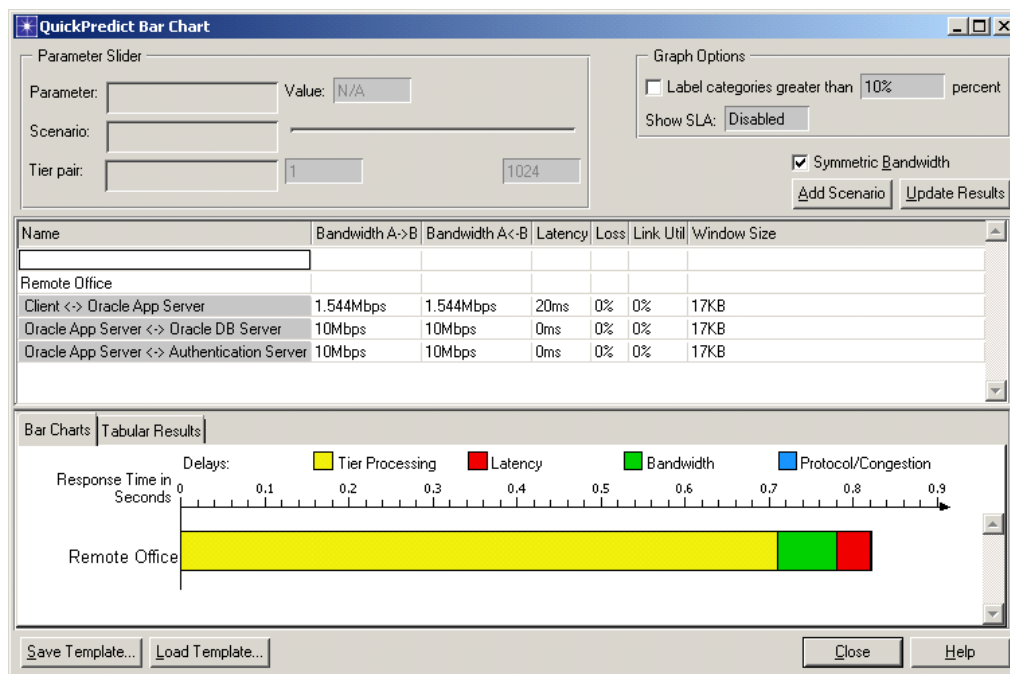 QuickPredict Bar Chart
Parameter Slider
Parameter:
Value: N/A
Scenario:
Tier pair:
1
1024
Graph Options
Label categories greater than 10% percent
Show SLA: Disabled
Symmetric Bandwidth
Add Scenario Update Results
Name Bandwidth A->B Bandwidth A<-B Latency Loss Link Util Window Size
Remote Office
Client <-> Oracle App Server 1.544Mbps 1.544Mbps 20ms 0% 0% 17KB
Oracle App Server <-> Oracle DB Server 10Mbps 10Mbps 0ms 0% 0% 17KB
Oracle App Server <-> Authentication Server 10Mbps 10Mbps 0ms 0% 0% 17KB
Bar Charts Tabular Results
Delays: Tier Processing Latency Bandwidth Protocol/Congestion
Response Time in
Seconds
0 0.1 0.2 0.3 0.4 0.5 0.6 0.7 0.8 0.9
Remote Office
Save Template... Load Template... Close Help